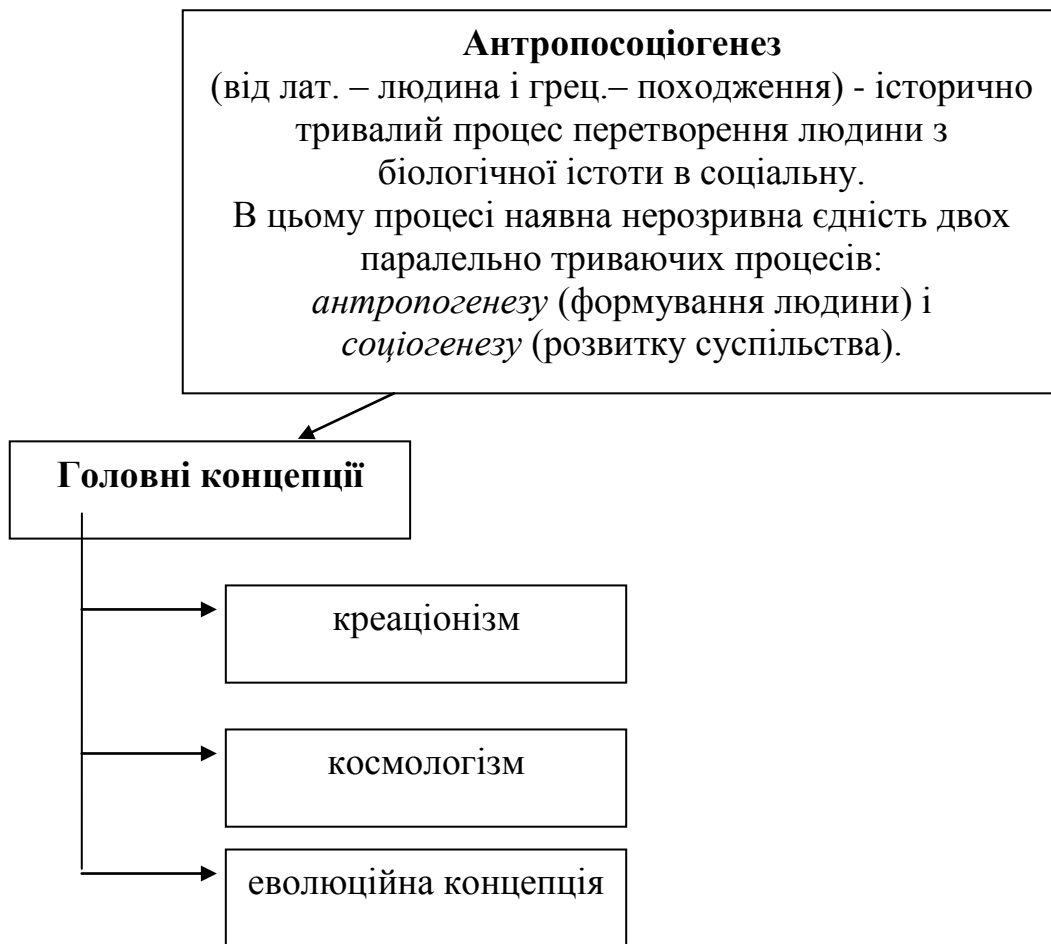 Антропосоціогенез
(від лат. – людина і грец.– походження) - історично
тривалий процес перетворення людини з
біологічної істоти в соціальну.
В цьому процесі наявна нерозривна єдність двох
паралельно триваючих процесів:
антропогенезу (формування людини) і
соціогенезу (розвитку суспільства).
Головні концепції
креаціонізм
космологізм
еволюційна концепція